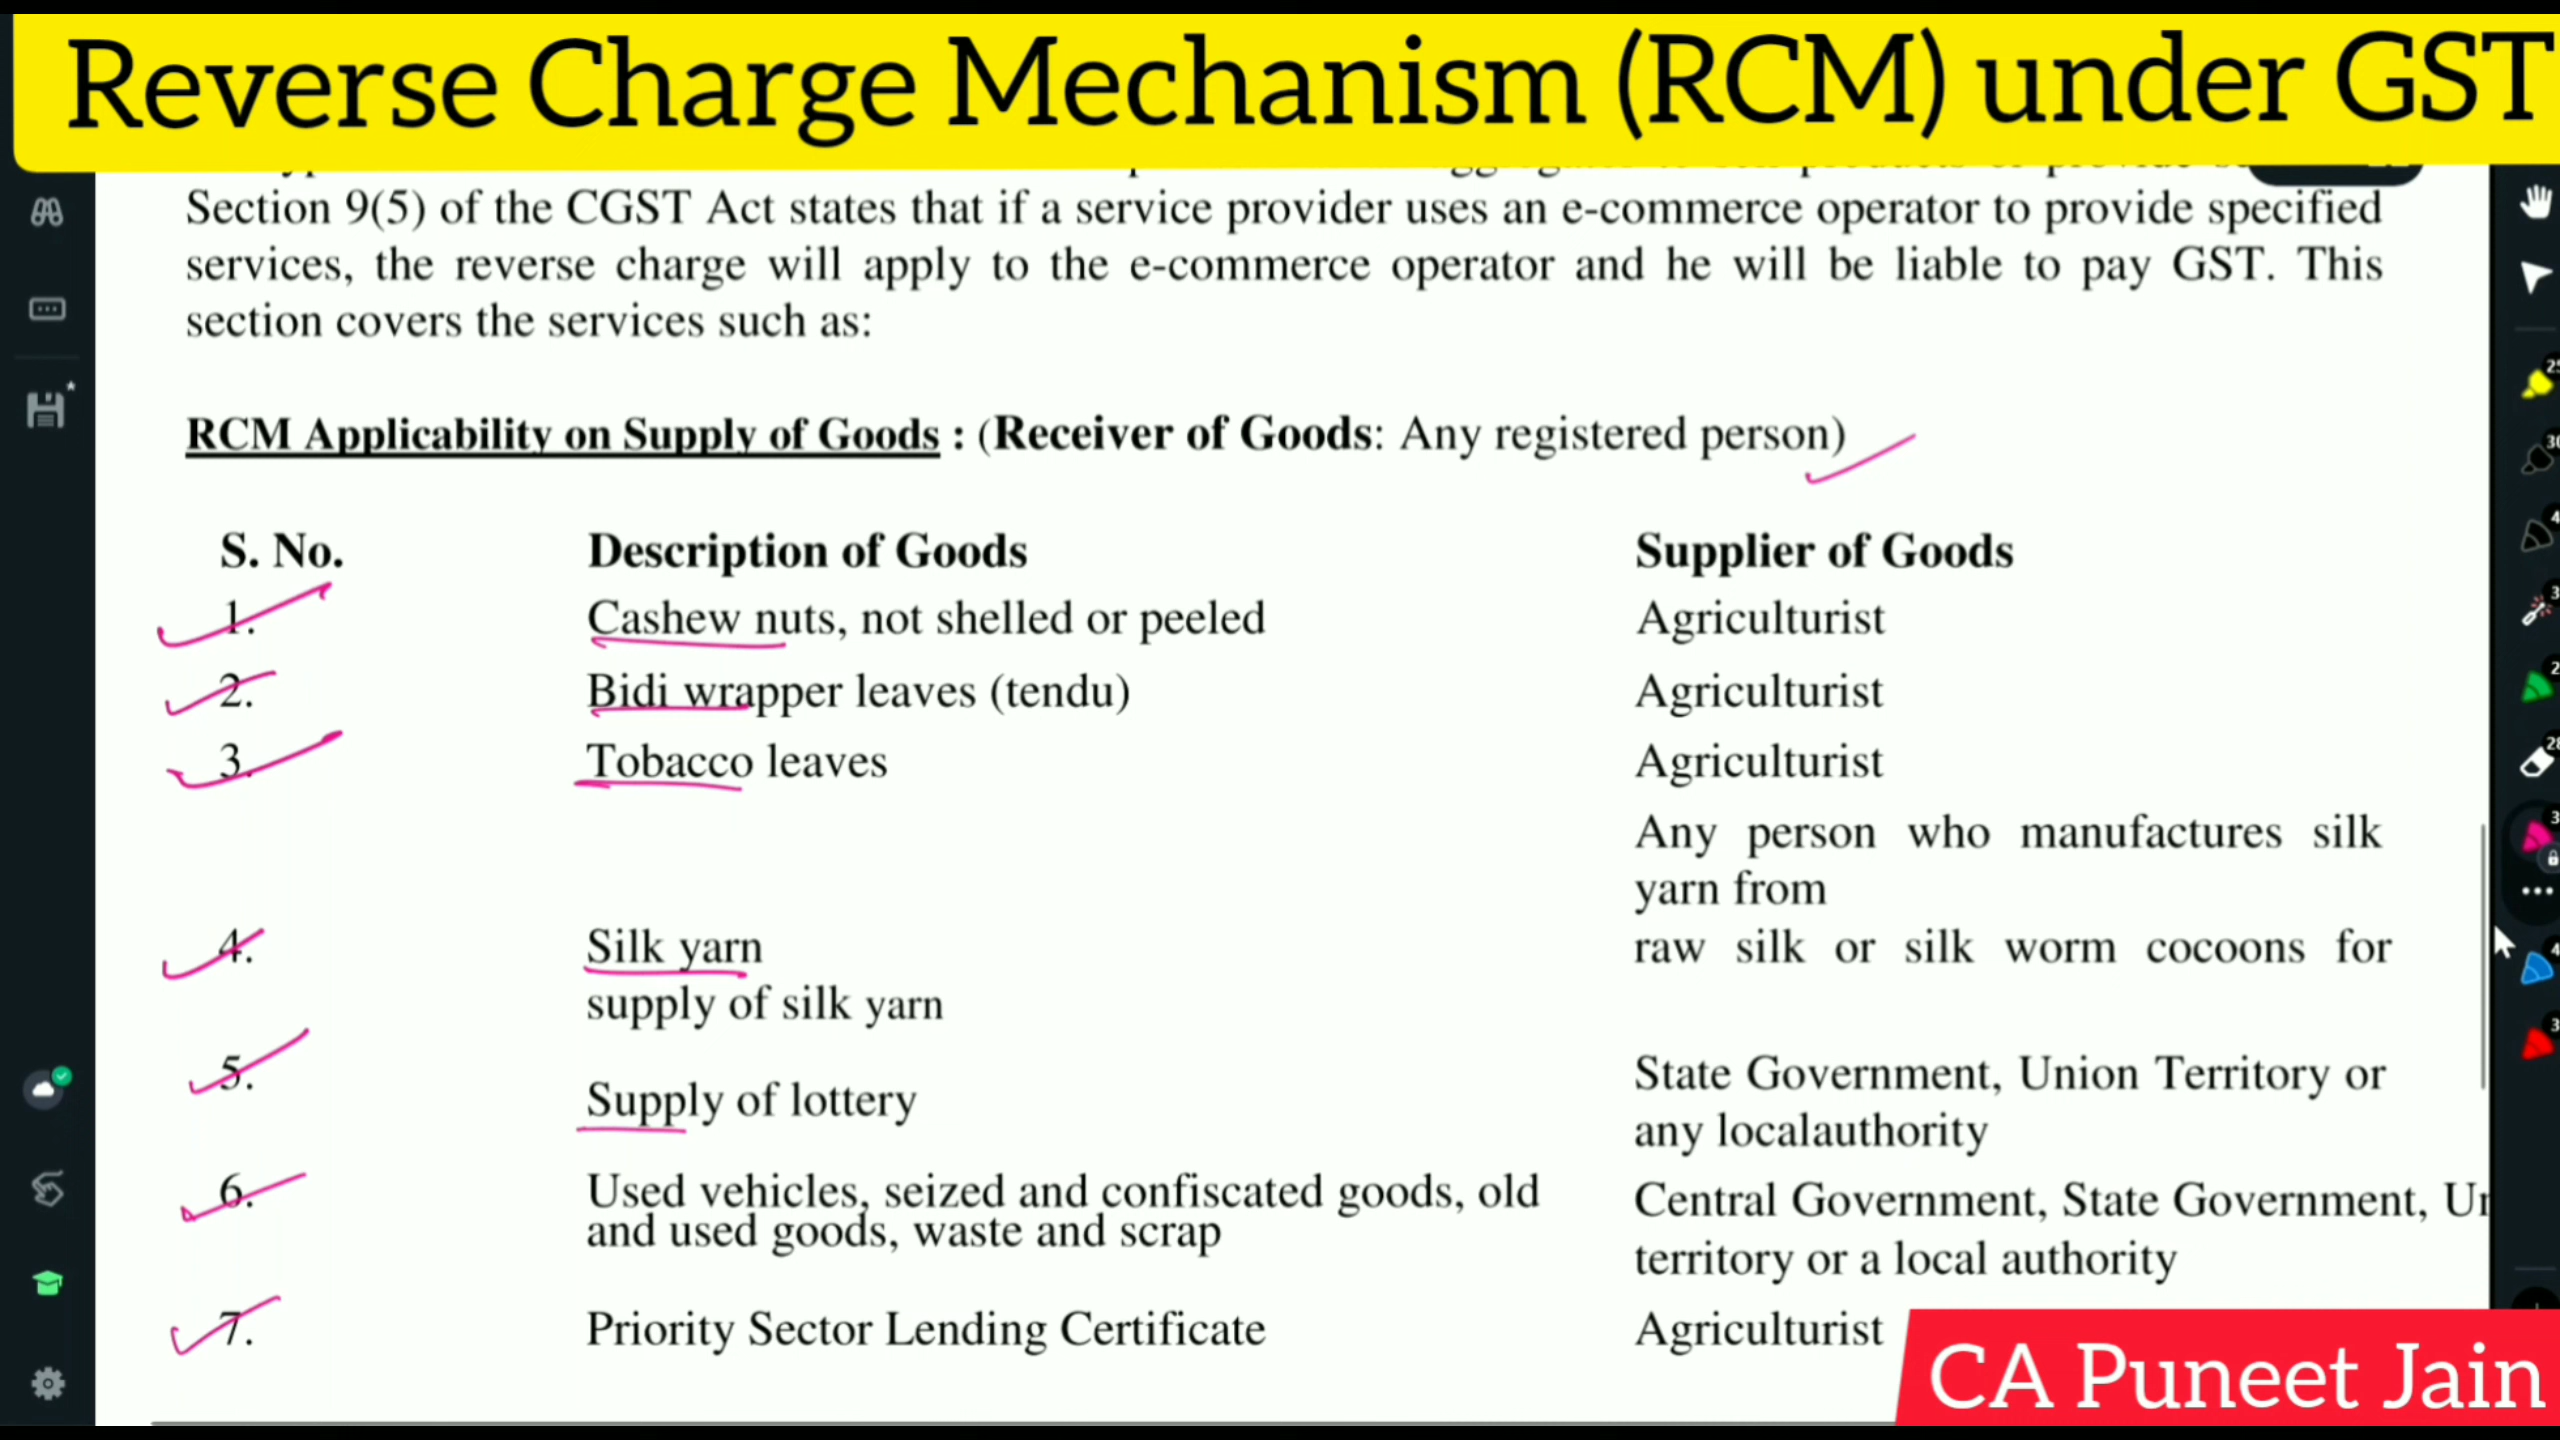 Reverse Charge Mechanism (RCM) under GST
Section 9(5) of the CGST Act states that if a service provider uses an e-commerce operator to provide specified
services, the reverse charge will apply to the e-commerce operator and he will be liable to pay GST. This
section covers the services such as:
RCM Applicability on Supply of Goods : (Receiver of Goods: Any registered person)
S. No. Description of Goods Supplier of Goods
1. Cashew nuts, not shelled or peeled Agriculturist
2. Bidi wrapper leaves (tendu) Agriculturist
3. Tobacco leaves Agriculturist
Any person who manufactures silk
yarn from
4. Silk yarn raw silk or silk worm cocoons for
supply of silk yarn
5. State Government, Union Territory or
Supply of lottery
any localauthority
6. Used vehicles, seized and confiscated goods, old Central Government, State Government,
and used goods, waste and scrap
territory or a local authority
7. Priority Sector Lending Certificate Agriculturist
CA Puneet Jain